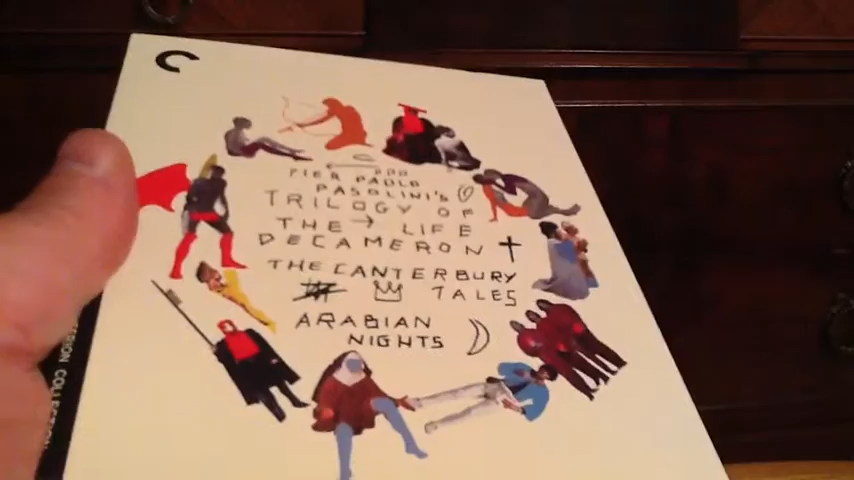 PIER PAOLO
PASOLINI'S
TRILOGY OF
THE → LIFE
DECAMERON
THE CANTERBURY
TALES
ARABIAN
NIGHTS